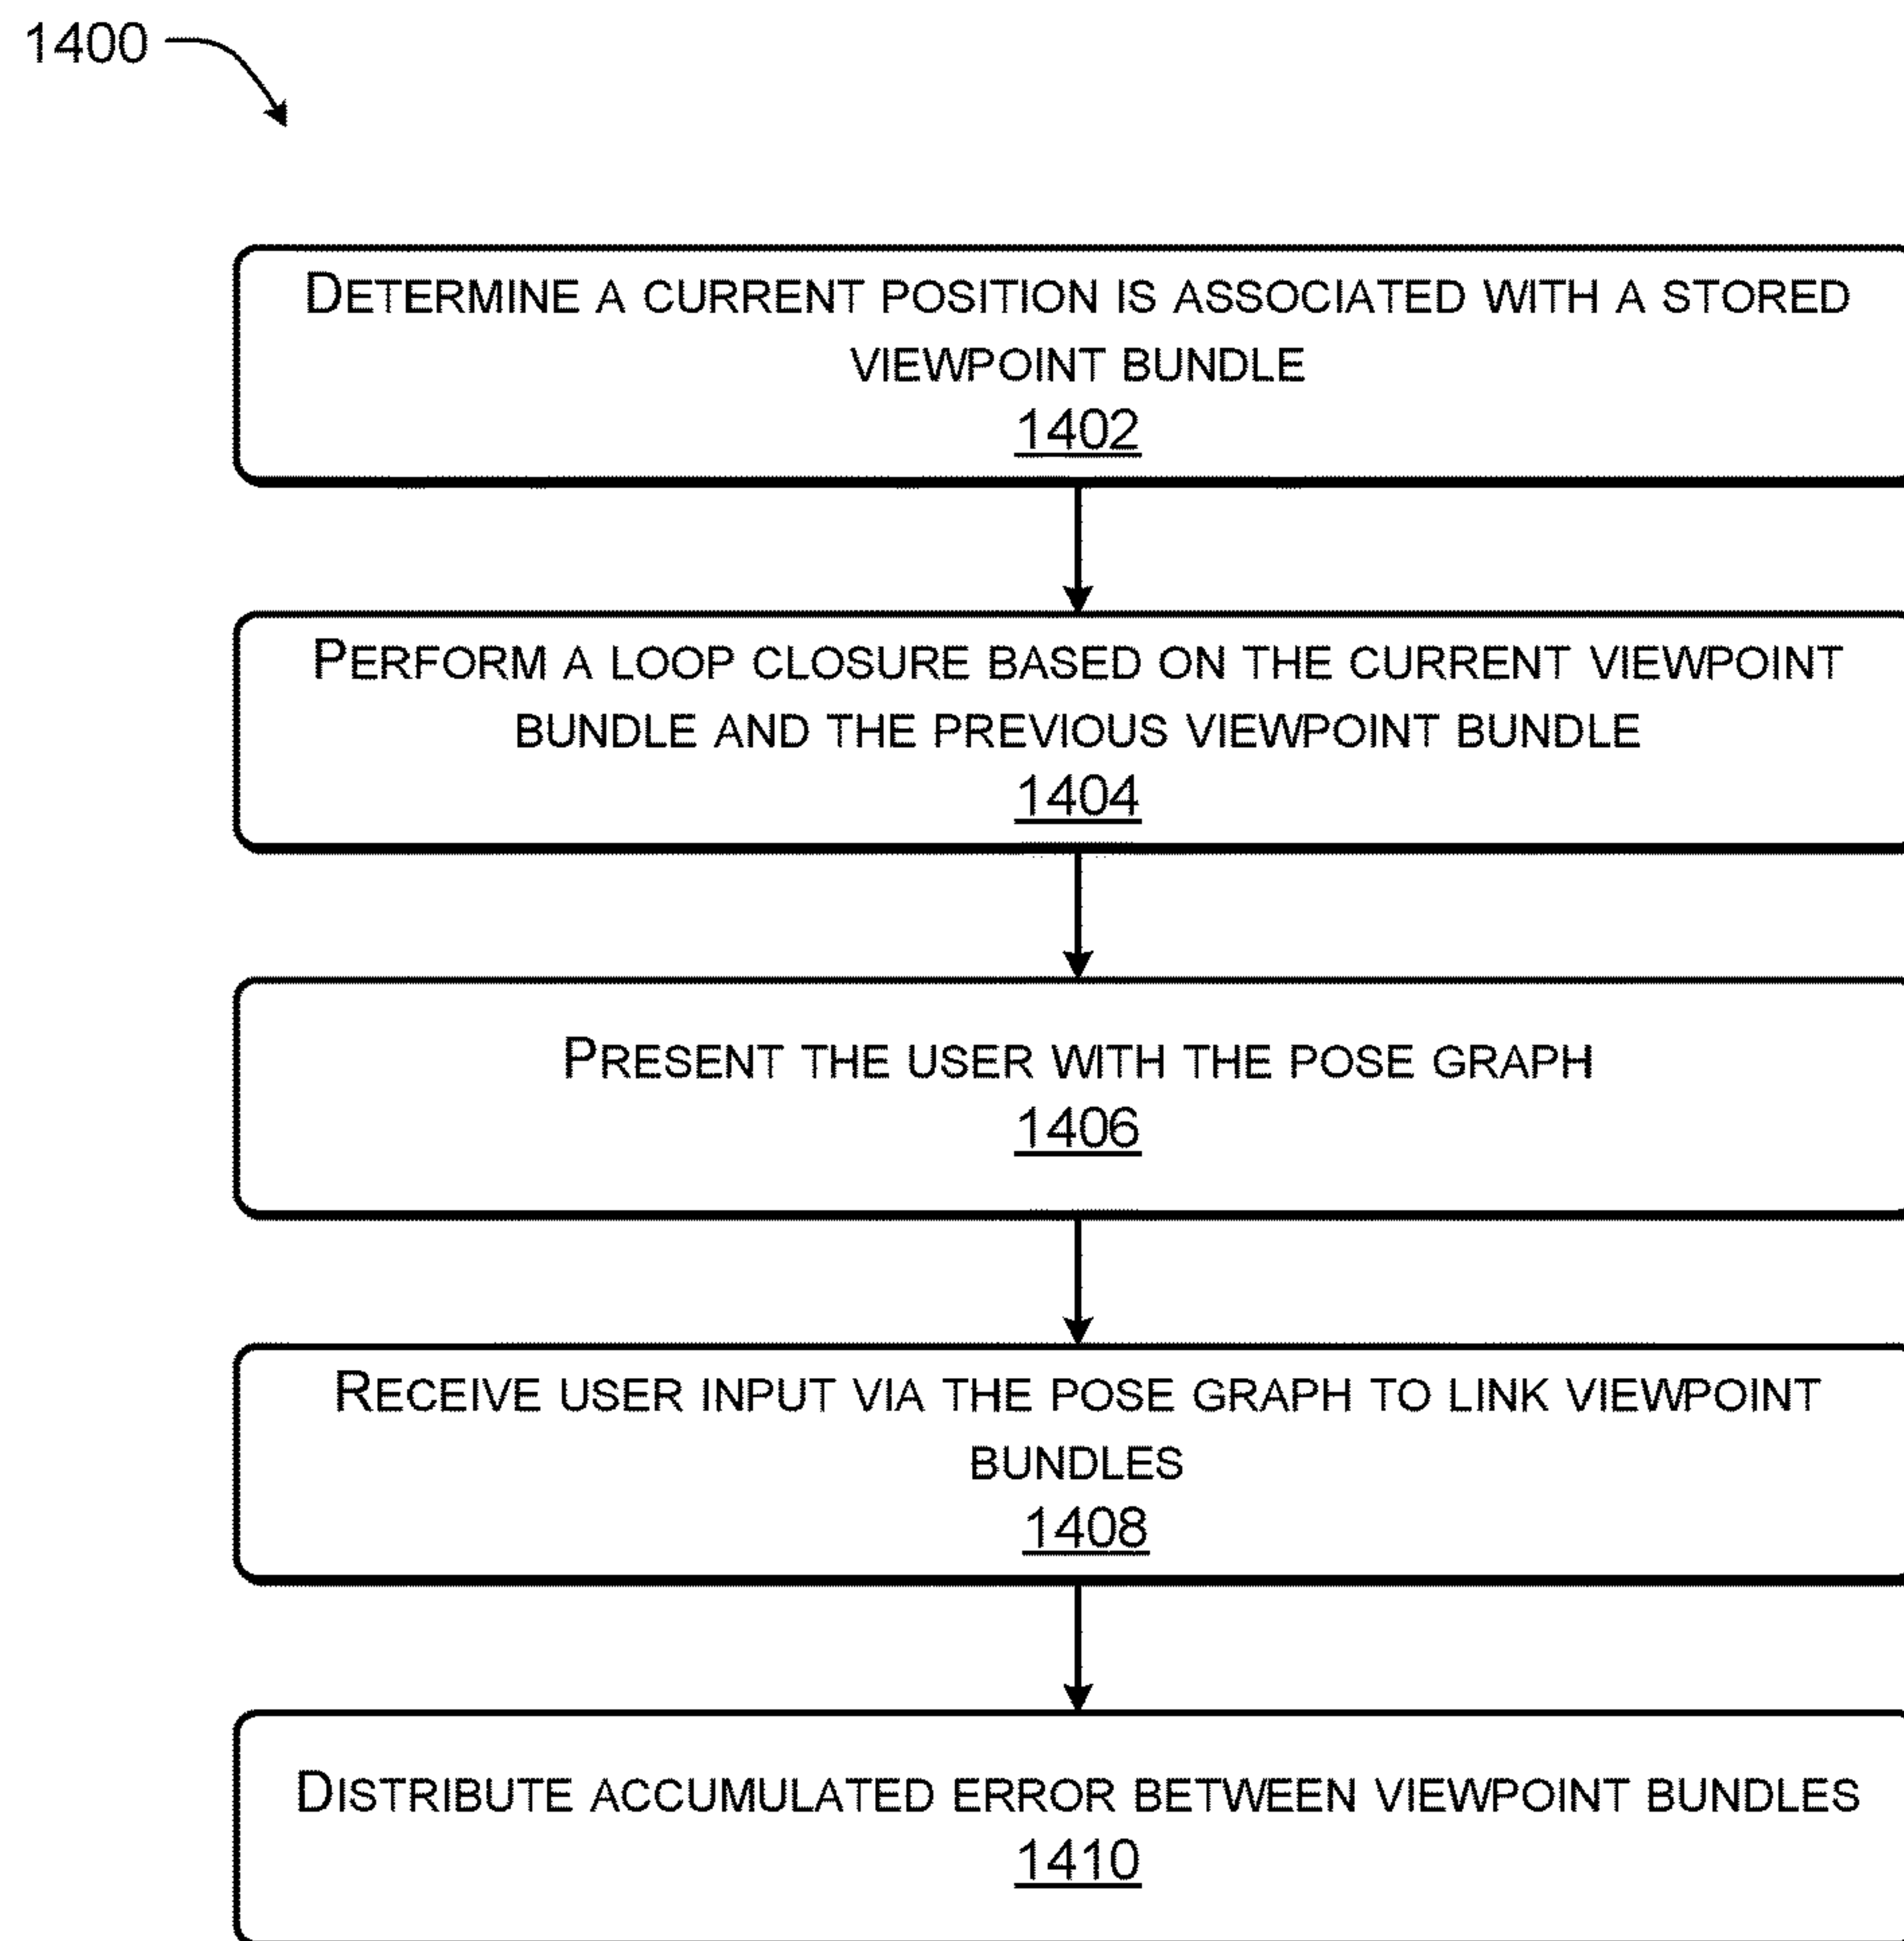 1400
DETERMINE A CURRENT POSITION IS ASSOCIATED WITH A STORED
VIEWPOINT BUNDLE
1402
PERFORM A LOOP CLOSURE BASED ON THE CURRENT VIEWPOINT
BUNDLE AND THE PREVIOUS VIEWPOINT BUNDLE
1404
PRESENT THE USER WITH THE POSE GRAPH
1406
RECEIVE USER INPUT VIA THE POSE GRAPH TO LINK VIEWPOINT
BUNDLES
1408
DISTRIBUTE ACCUMULATED ERROR BETWEEN VIEWPOINT BUNDLES
1410